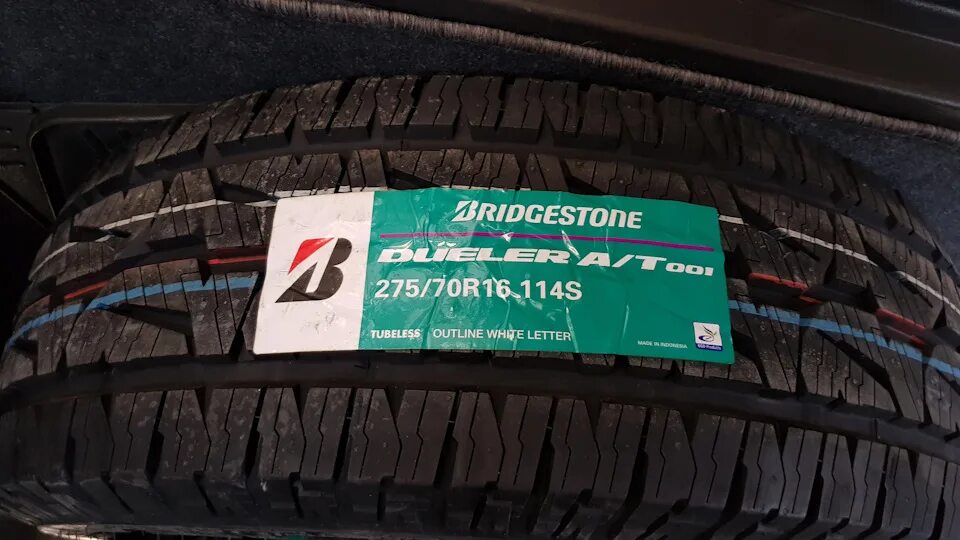 BRIDGESTONE
DUELER A/T 001
275/70R16 114S
TUBELESS OUTLINE WHITE LETTER
MADE IN INDONESIA